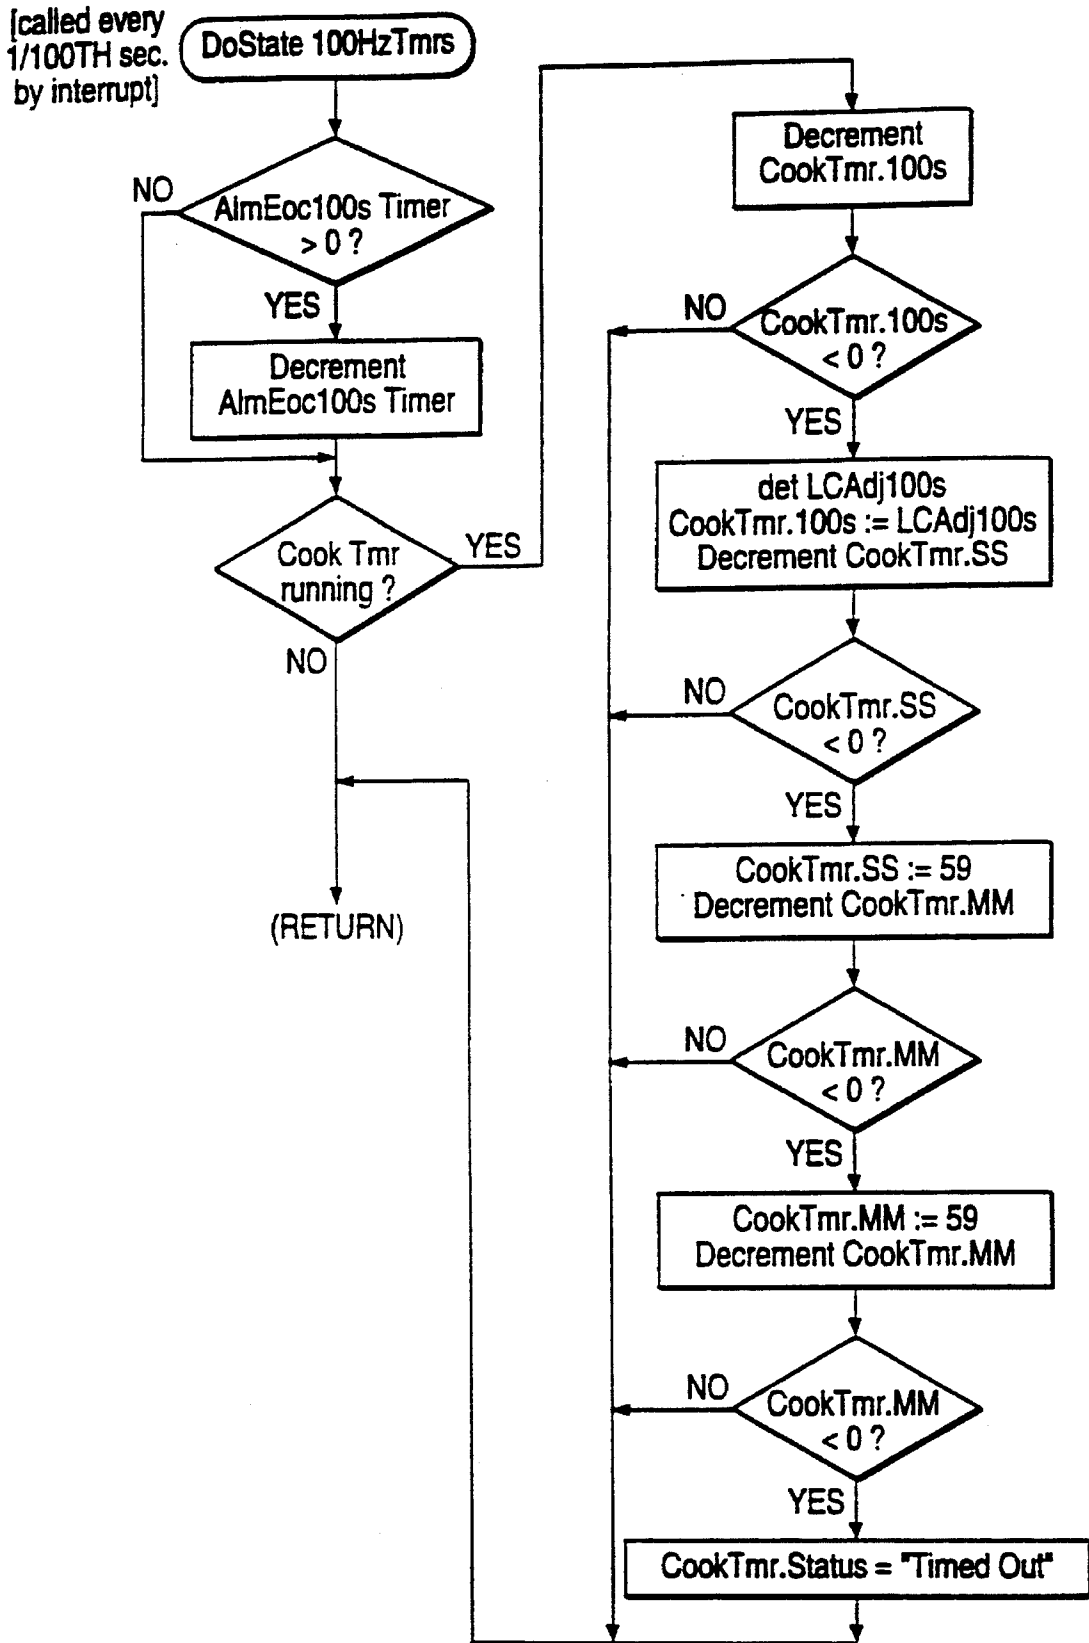 [called every
1/100TH sec.
by interrupt]
DoState 100HzTmrs
AlmEoc100s Timer
> 0 ?
NO
YES
Decrement
AlmEoc100s Timer
Cook Tmr
running ?
YES
NO
(RETURN)
Decrement
CookTmr.100s
CookTmr.100s
< 0 ?
NO
YES
det LCAdj100s
CookTmr.100s := LCAdj100s
Decrement CookTmr.SS
CookTmr.SS
< 0 ?
NO
YES
CookTmr.SS := 59
Decrement CookTmr.MM
CookTmr.MM
< 0 ?
NO
YES
CookTmr.MM := 59
Decrement CookTmr.MM
CookTmr.MM
< 0 ?
NO
YES
CookTmr.Status = "Timed Out"